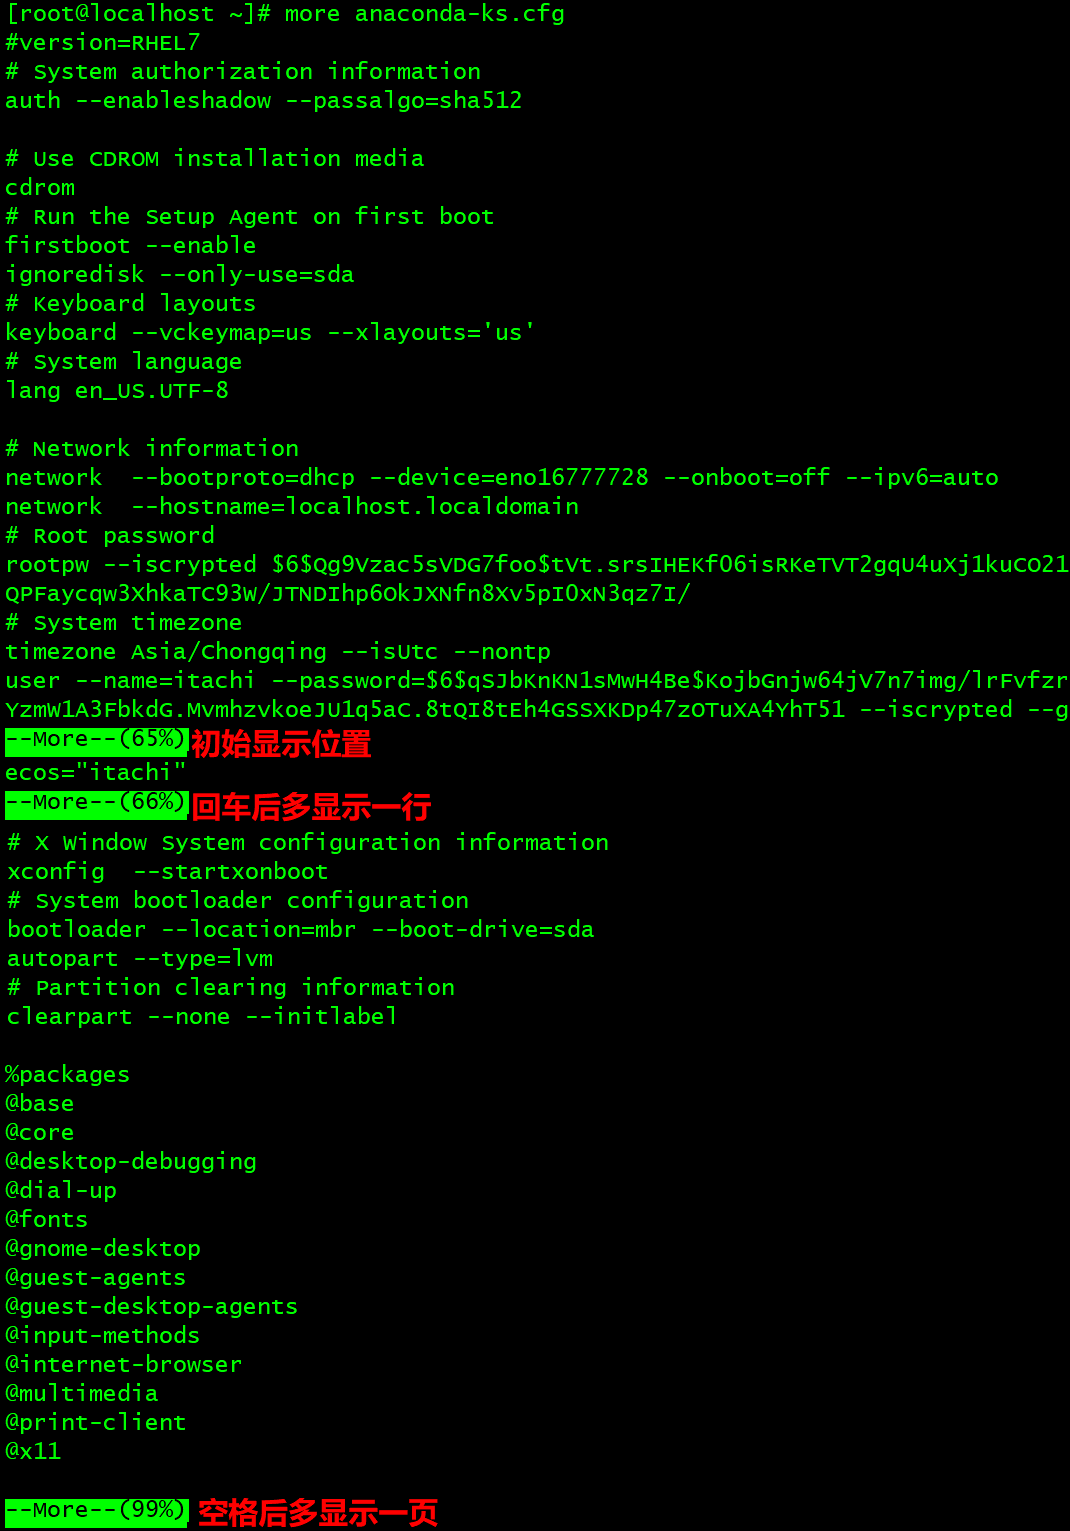 [root@localhost ~]# more anaconda-ks.cfg
#version=RHEL7
# System authorization information
auth --enableshadow --passalgo=sha512
# Use CDROM installation media
cdrom
# Run the Setup Agent on first boot
firstboot --enable
ignoredisk --only-use=sda
# Keyboard layouts
keyboard --vckeymap=us --xlayouts='us'
# System language
lang en_US.UTF-8
# Network information
network  --bootproto=dhcp --device=eno16777728 --onboot=off --ipv6=auto
network  --hostname=localhost.localdomain
# Root password
rootpw --iscrypted $6$Qg9Vzac5sVDG7foo$tVt.srsIHEKfO6isRKeTVT2gqU4uXj1kuCO21
QPFaycqw3XhkaTC93W/JTNDIhp6OkJXNfn8Xv5pIOxN3qz7I/
# System timezone
timezone Asia/Chongqing --isUtc --nontp
user --name=itachi --password=$6$qSJbKnKN1sMwH4Be$KojbGnjw64jV7n7img/lrFvfzr
YzmW1A3FbkdG.MvmhzvkoeJU1q5aC.8tQI8tEh4GSSXKDp47zOTuXA4YhT51 --iscrypted --g
--More--(65%) 初始显示位置
ecos="itachi"
--More--(66%) 回车后多显示一行
# X Window System configuration information
xconfig  --startxonboot
# System bootloader configuration
bootloader --location=mbr --boot-drive=sda
autopart --type=lvm
# Partition clearing information
clearpart --none --initlabel
%packages
@base
@core
@desktop-debugging
@dial-up
@fonts
@gnome-desktop
@guest-agents
@guest-desktop-agents
@input-methods
@internet-browser
@multimedia
@print-client
@x11
--More--(99%) 空格后多显示一页